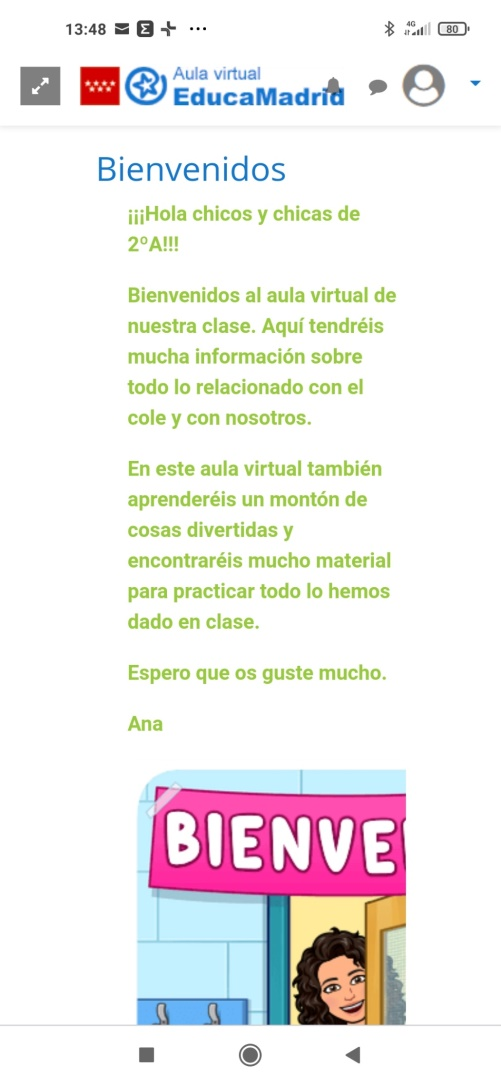 13:48
4G
80
Aula virtual
EducaMadrid
Bienvenidos
¡¡¡Hola chicos y chicas de
2ºA!!!
Bienvenidos al aula virtual de
nuestra clase. Aquí tendréis
mucha información sobre
todo lo relacionado con el
cole y con nosotros.
En este aula virtual también
aprenderéis un montón de
cosas divertidas y
encontraréis mucho material
para practicar todo lo hemos
dado en clase.
Espero que os guste mucho.
Ana
BIENVE